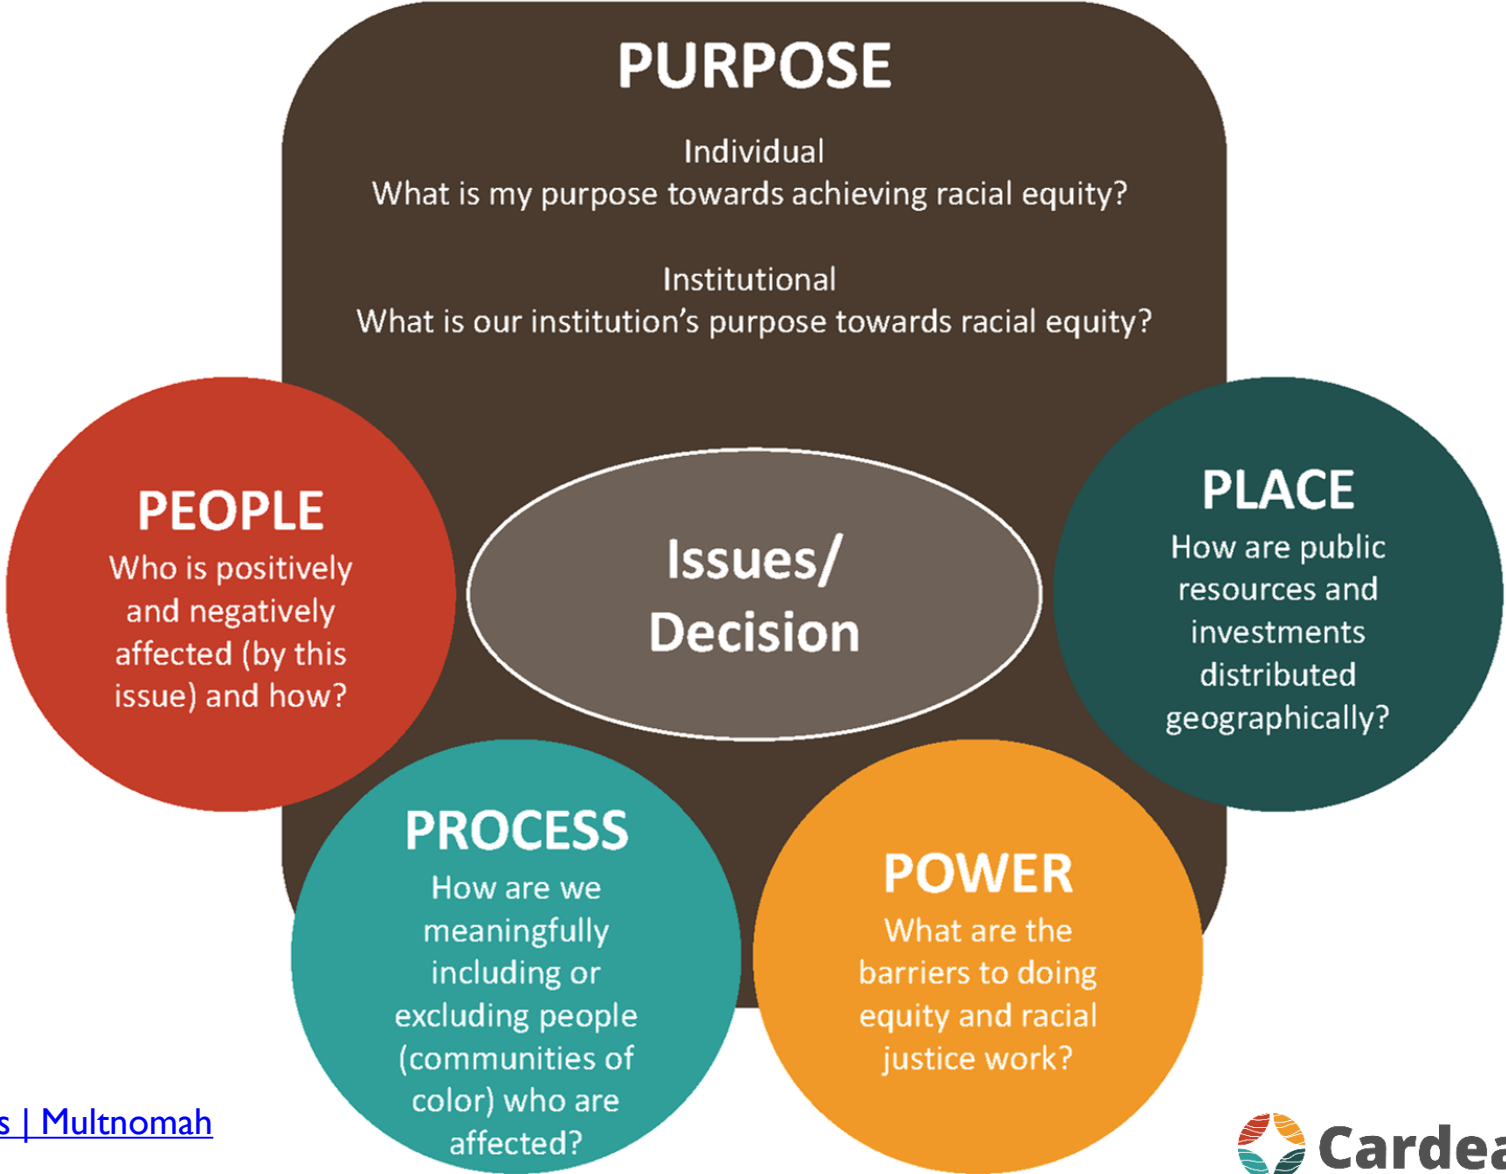 PURPOSE
Individual
What is my purpose towards achieving racial equity?
Institutional
What is our institution’s purpose towards racial equity?
PEOPLE
Who is positively
and negatively
affected (by this
issue) and how?
Issues/
Decision
PLACE
How are public
resources and
investments
distributed
geographically?
PROCESS
How are we
meaningfully
including or
excluding people
(communities of
color) who are
affected?
POWER
What are the
barriers to doing
equity and racial
justice work?
s | Multnomah
Cardea